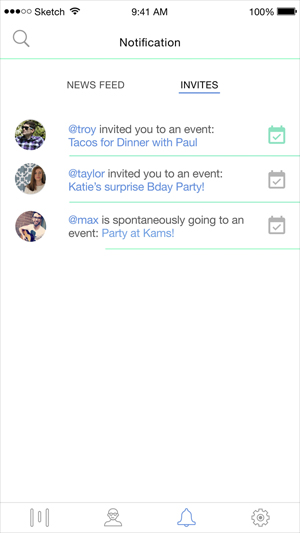 Sketch 9:41 AM 100%
Notification
NEWS FEED INVITES
@troy invited you to an event:
Tacos for Dinner with Paul
@taylor invited you to an event:
Katie's surprise Bday Party!
@max is spontaneously going to an
event: Party at Kams!